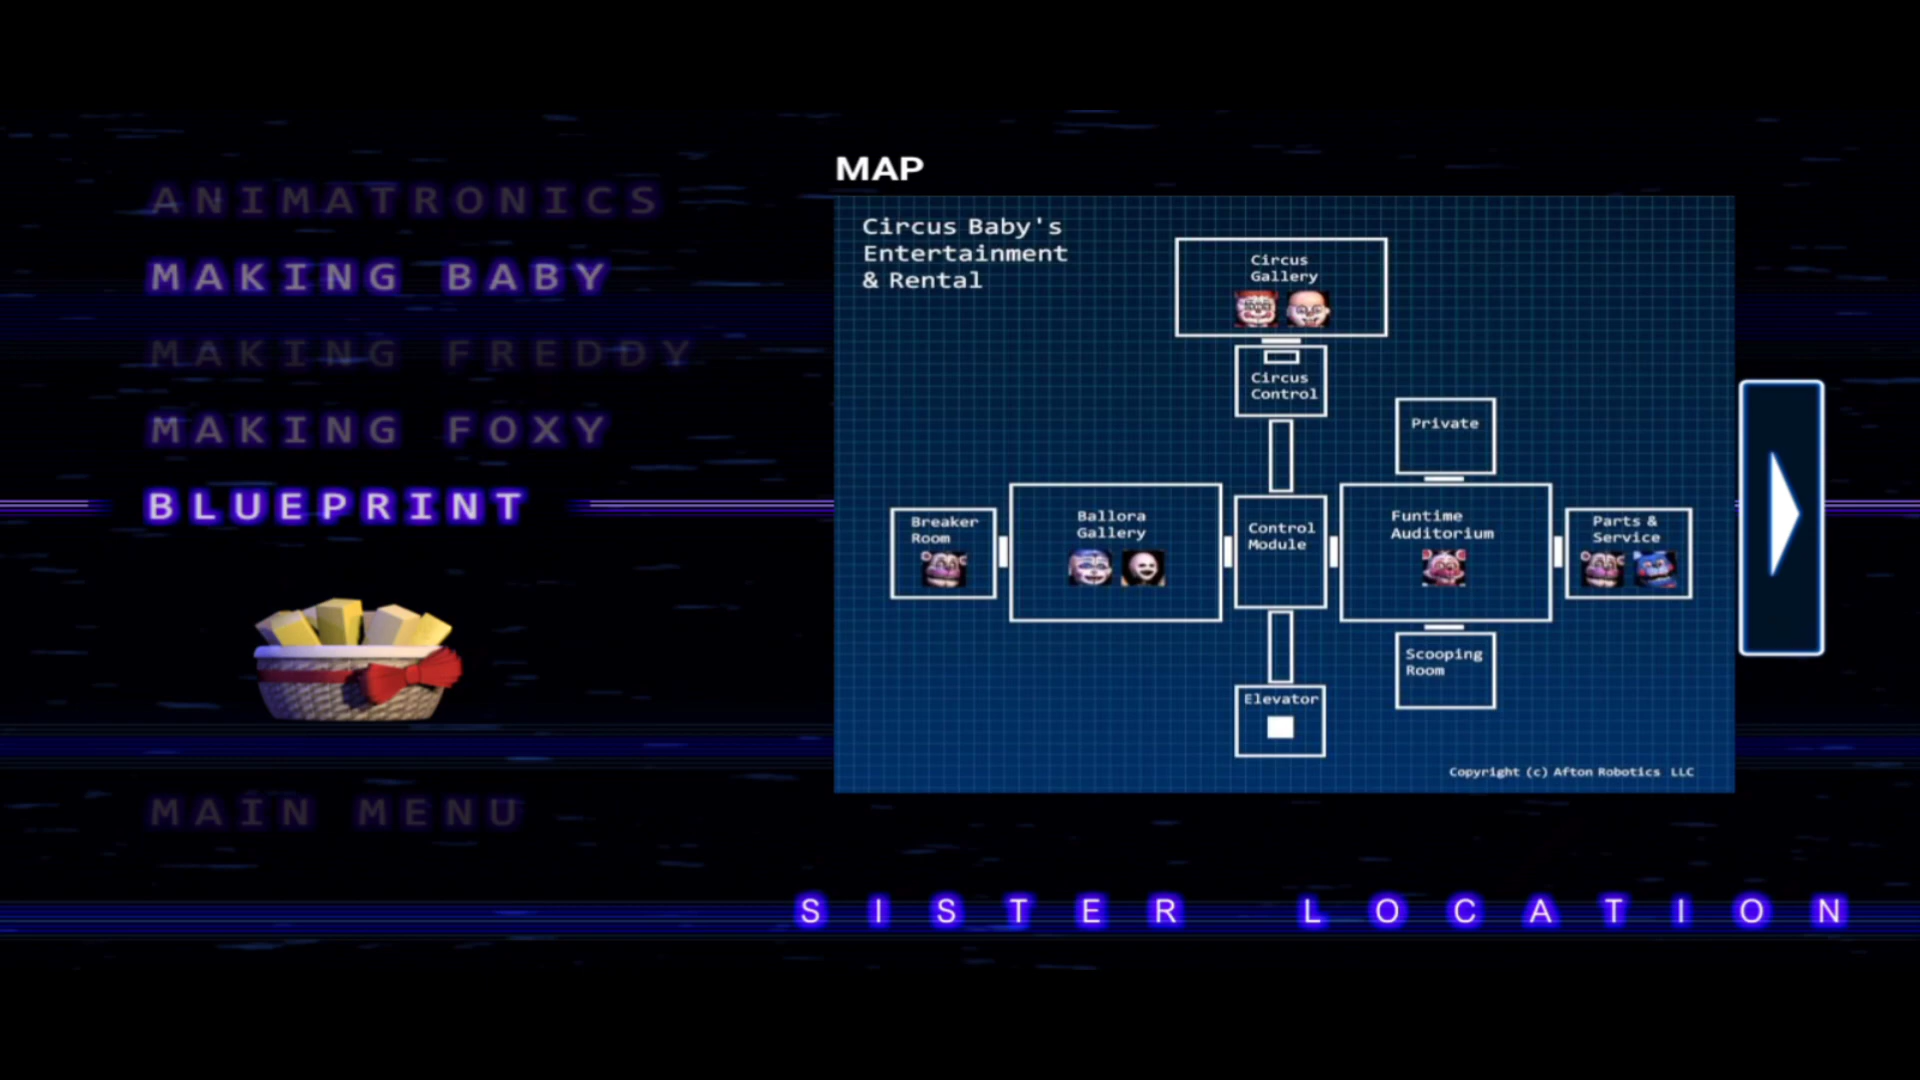 ANIMATRONICS
MAKING BABY
MAKING FREDDY
MAKING FOXY
BLUEPRINT
MAIN MENU
MAP
Circus Baby's
Entertainment
& Rental
Circus
Gallery
Circus
Control
Private
Breaker
Room
Ballora
Gallery
Control
Module
Funtime
Auditorium
Parts &
Service
Scooping
Room
Elevator
Copyright (c) Afton Robotics LLC
SISTER LOCATION